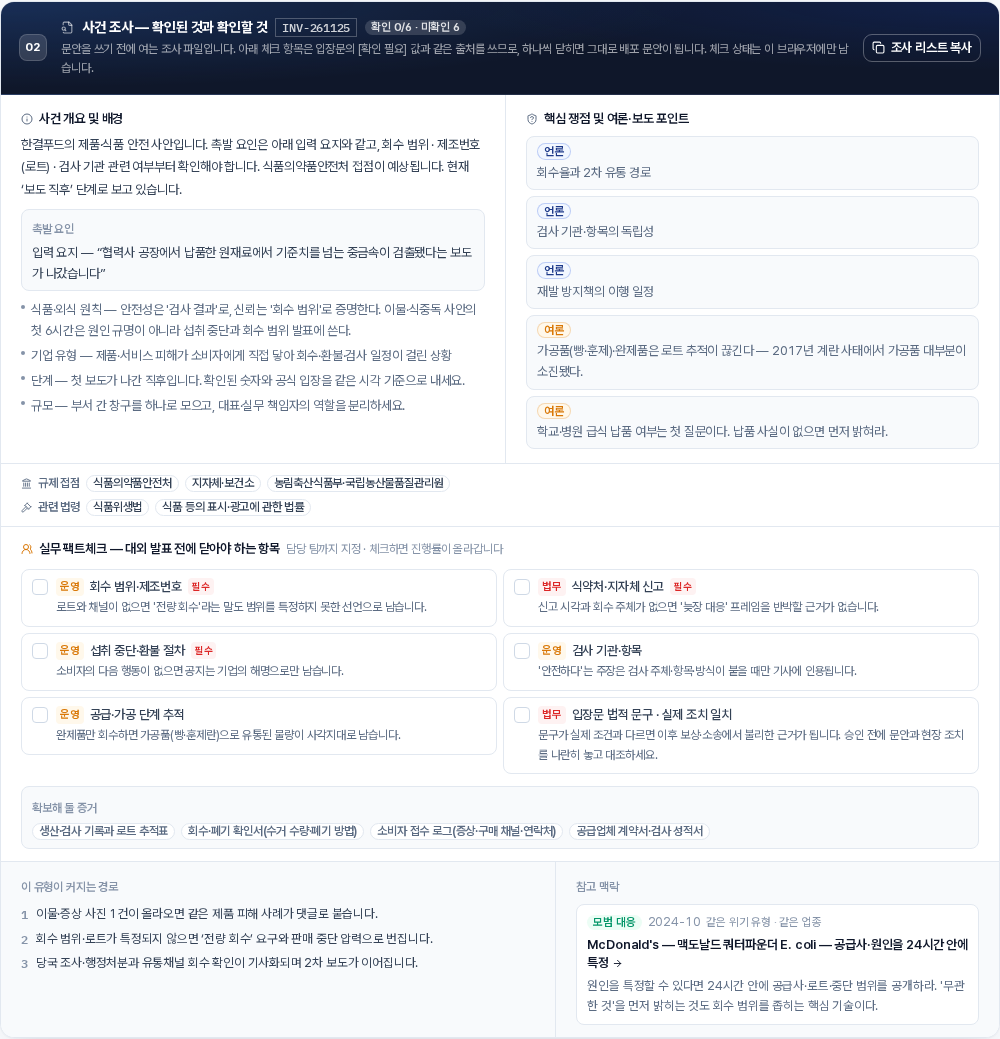 02
사건 조사 — 확인된 것과 확인할 것 INV-261125 확인 0/6 · 미확인 6
문안을 쓰기 전에 여는 조사 파일입니다. 아래 체크 항목은 입장문의 [확인 필요] 값과 같은 출처를 쓰므로, 하나씩 닫히면 그대로 배포 문안이 됩니다. 체크 상태는 이 브라우저에만 남
습니다.
조사 리스트 복사
사건 개요 및 배경
한결푸드의 제품·식품 안전 사안입니다. 촉발 요인은 아래 입력 요지와 같고, 회수 범위 · 제조번호
(로트) · 검사 기관 관련 여부부터 확인해야 합니다. 식품의약품안전처 접점이 예상됩니다. 현재
‘보도 직후’ 단계로 보고 있습니다.
촉발 요인
입력 요지 — “협력사 공장에서 납품한 원재료에서 기준치를 넘는 중금속이 검출됐다는 보도
가 나갔습니다”
• 식품·외식 원칙 — 안전성은 '검사 결과'로, 신뢰는 '회수 범위'로 증명한다. 이물·식중독 사안의
첫 6시간은 원인 규명이 아니라 섭취 중단과 회수 범위 발표에 쓴다.
• 기업 유형 — 제품·서비스 피해가 소비자에게 직접 닿아 회수·환불·검사 일정이 걸린 상황
• 단계 — 첫 보도가 나간 직후입니다. 확인된 숫자와 공식 입장을 같은 시각 기준으로 내세요.
• 규모 — 부서 간 창구를 하나로 모으고, 대표·실무 책임자의 역할을 분리하세요.
핵심 쟁점 및 여론·보도 포인트
언론
회수율과 2차 유통 경로
언론
검사 기관·항목의 독립성
언론
재발 방지책의 이행 일정
여론
가공품(빵·훈제)·완제품은 로트 추적이 끊긴다 — 2017년 계란 사태에서 가공품 대부분이
소진됐다.
여론
학교·병원 급식 납품 여부는 첫 질문이다. 납품 사실이 없으면 먼저 밝혀라.
규제 접점 식품의약품안전처 지자체·보건소 농림축산식품부·국립농산물품질관리원
관련 법령 식품위생법 식품 등의 표시·광고에 관한 법률
실무 팩트체크 — 대외 발표 전에 닫아야 하는 항목 담당 팀까지 지정 · 체크하면 진행률이 올라갑니다
운영 회수 범위·제조번호 필수
로트와 채널이 없으면 '전량 회수'라는 말도 범위를 특정하지 못한 선언으로 남습니다.
법무 식약처·지자체 신고 필수
신고 시각과 회수 주체가 없으면 '늦장 대응' 프레임을 반박할 근거가 없습니다.
운영 섭취 중단·환불 절차 필수
소비자의 다음 행동이 없으면 공지는 기업의 해명으로만 남습니다.
운영 검사 기관·항목
'안전하다'는 주장은 검사 주체·항목·방식이 붙을 때만 기사에 인용됩니다.
운영 공급·가공 단계 추적
완제품만 회수하면 가공품(빵·훈제란)으로 유통된 물량이 사각지대로 남습니다.
법무 입장문 법적 문구 · 실제 조치 일치
문구가 실제 조건과 다르면 이후 보상·소송에서 불리한 근거가 됩니다. 승인 전에 문안과 현장 조치
를 나란히 놓고 대조하세요.
확보해 둘 증거
생산·검사 기록과 로트 추적표 회수·폐기 확인서(수거 수량·폐기 방법) 소비자 접수 로그(증상·구매 채널·연락처) 공급업체 계약서·검사 성적서
이 유형이 커지는 경로
1 이물·증상 사진 1건이 올라오면 같은 제품 피해 사례가 댓글로 붙습니다.
2 회수 범위·로트가 특정되지 않으면 ‘전량 회수’ 요구와 판매 중단 압력으로 번집니다.
3 당국 조사·행정처분과 유통채널 회수 확인이 기사화되며 2차 보도가 이어집니다.
참고 맥락
모범 대응 2024-10 같은 위기 유형 · 같은 업종
McDonald's — 맥도날드 쿼터파운더 E. coli — 공급사·원인을 24시간 안에
특정 →
원인을 특정할 수 있다면 24시간 안에 공급사·로트·중단 범위를 공개하라. '무관
한 것'을 먼저 밝히는 것도 회수 범위를 좁히는 핵심 기술이다.